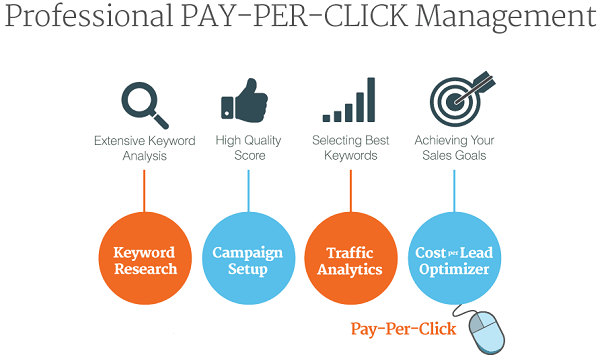 Professional PAY-PER-CLICK Management
Extensive Keyword
Analysis
High Quality
Score
Selecting Best
Keywords
Achieving Your
Sales Goals
Keyword
Research
Campaign
Setup
Traffic
Analytics
Cost per Lead
Optimizer
Pay-Per-Click